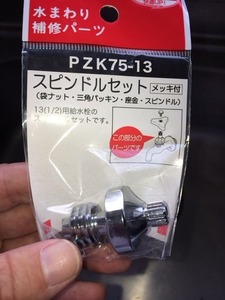 水まわり
補修パーツ
PZK75-13
スピンドルセット メッキ付
(袋ナット・三角パッキン・座金・スピンドル)
13(1/2)用給水栓の
セットです。
この部分の
パーツです